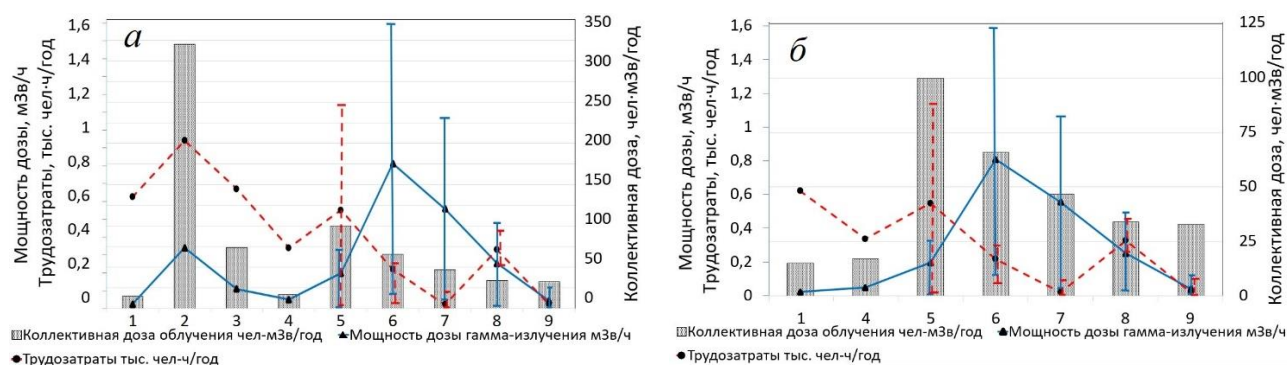 а
Мощность дозы, мЗв/ч
Трудозатраты, тыс. чел·ч/год
1,6
1,4
1,2
1
0,8
0,6
0,4
0,2
0
350
300
250
200
150
100
50
0
Коллективная доза, чел·мЗв/год
1 2 3 4 5 6 7 8 9
Коллективная доза облучения чел-мЗв/год Мощность дозы гамма-излучения мЗв/ч
Трудозатраты тыс. чел-ч/год
б
Мощность дозы, мЗв/ч
Трудозатраты, тыс. чел·ч/год
1,6
1,4
1,2
1
0,8
0,6
0,4
0,2
0
125
100
75
50
25
0
Коллективная доза, чел·мЗв/год
1 4 5 6 7 8 9
Коллективная доза облучения чел-мЗв/год Мощность дозы гамма-излучения мЗв/ч
Трудозатраты тыс. чел-ч/год